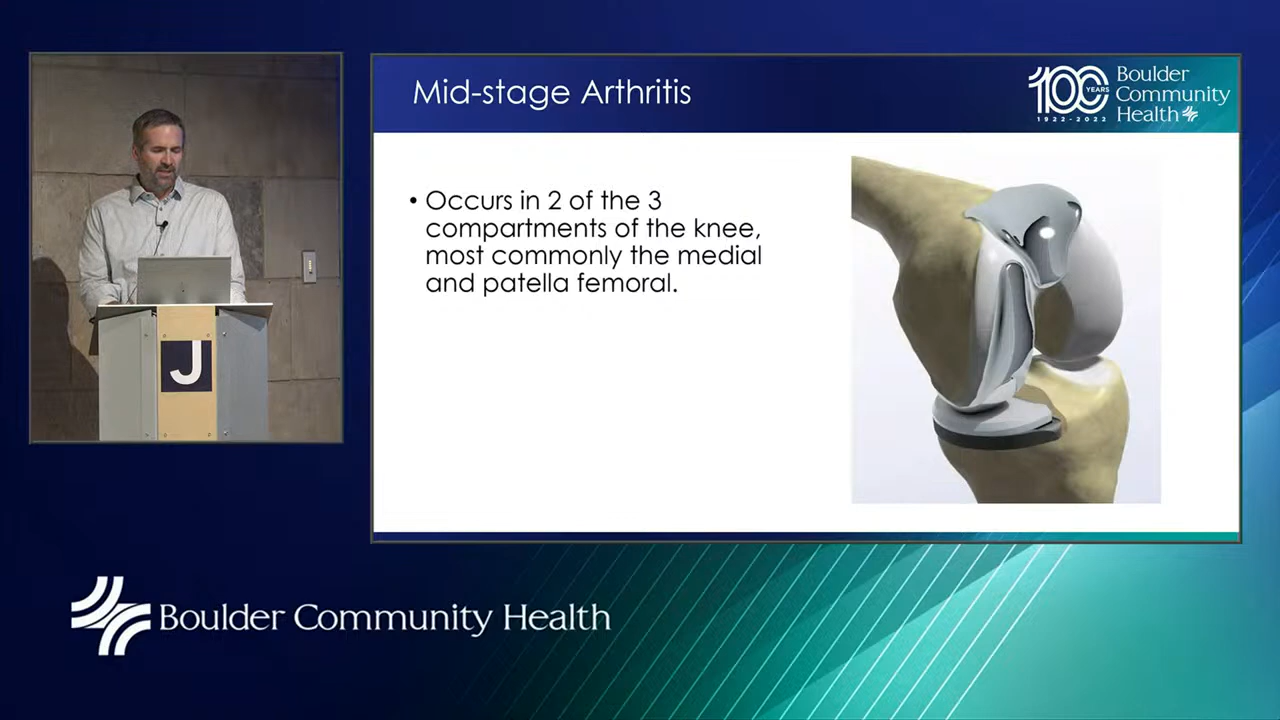 Mid-stage Arthritis
100
YEARS
1922-2022
Boulder
Community
Health
• Occurs in 2 of the 3
compartments of the knee,
most commonly the medial
and patella femoral.
J
Boulder Community Health